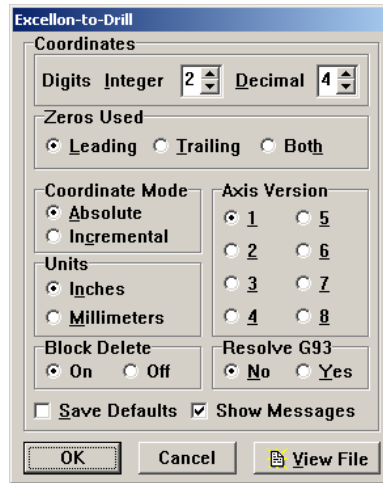 Excellon-to-Drill
Coordinates
Digits Integer 2 Decimal 4
Zeros Used
Leading Trailing Both
Coordinate Mode
Absolute
Incremental
Axis Version
1 5
2 6
3 7
4 8
Units
Inches
Millimeters
Block Delete
On Off
Resolve G93
No Yes
Save Defaults Show Messages
OK Cancel View File